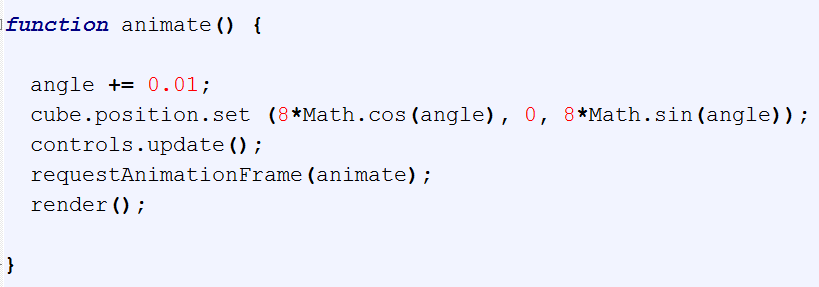 function animate() {
angle += 0.01;
cube.position.set (8*Math.cos(angle), 0, 8*Math.sin(angle));
controls.update();
requestAnimationFrame(animate);
render();
}